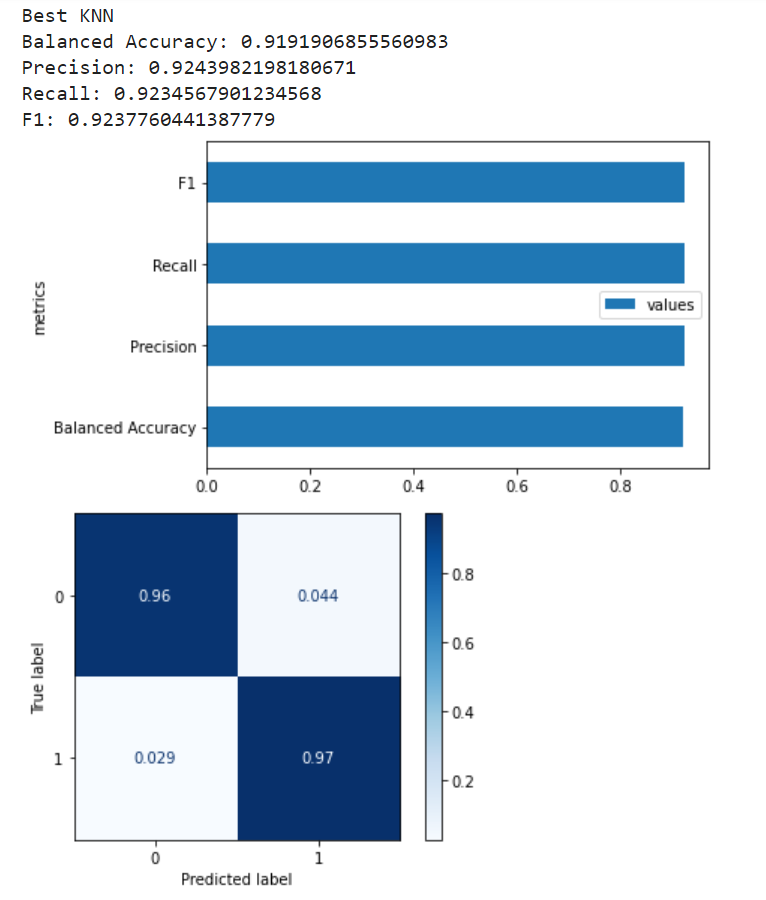 Best KNN
Balanced Accuracy: 0.9191906855560983
Precision: 0.9243982198180671
Recall: 0.9234567901234568
F1: 0.9237760441387779
F1
Recall
metrics
values
Precision
Balanced Accuracy
0.0 0.2 0.4 0.6 0.8
0.8
0 0.96 0.044
0.6
True label
0.4
1 0.029 0.97
0.2
0 1
Predicted label